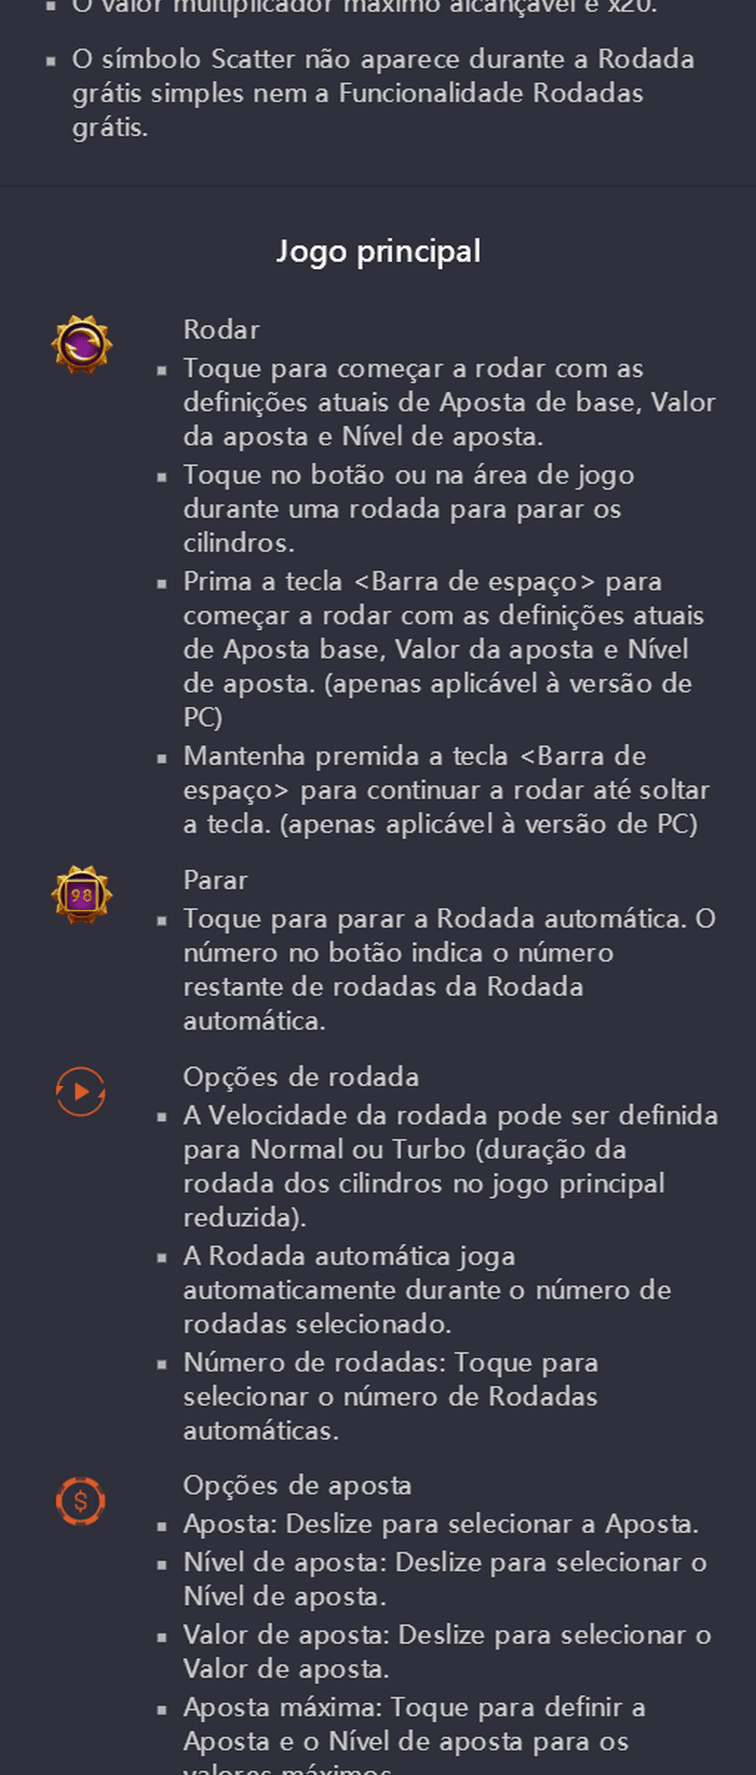 O valor multiplicador máximo alcançável é x20.
O símbolo Scatter não aparece durante a Rodada
grátis simples nem a Funcionalidade Rodadas
grátis.
Jogo principal
Rodar
Toque para começar a rodar com as
definições atuais de Aposta de base, Valor
da aposta e Nível de aposta.
Toque no botão ou na área de jogo
durante uma rodada para parar os
cilindros.
Prima a tecla <Barra de espaço> para
começar a rodar com as definições atuais
de Aposta base, Valor da aposta e Nível
de aposta. (apenas aplicável à versão de
PC)
Mantenha premida a tecla <Barra de
espaço> para continuar a rodar até soltar
a tecla. (apenas aplicável à versão de PC)
98
Parar
Toque para parar a Rodada automática. O
número no botão indica o número
restante de rodadas da Rodada
automática.
Opções de rodada
A Velocidade da rodada pode ser definida
para Normal ou Turbo (duração da
rodada dos cilindros no jogo principal
reduzida).
A Rodada automática joga
automaticamente durante o número de
rodadas selecionado.
Número de rodadas: Toque para
selecionar o número de Rodadas
automáticas.
$
Opções de aposta
Aposta: Deslize para selecionar a Aposta.
Nível de aposta: Deslize para selecionar o
Nível de aposta.
Valor de aposta: Deslize para selecionar o
Valor de aposta.
Aposta máxima: Toque para definir a
Aposta e o Nível de aposta para os
valores máximos